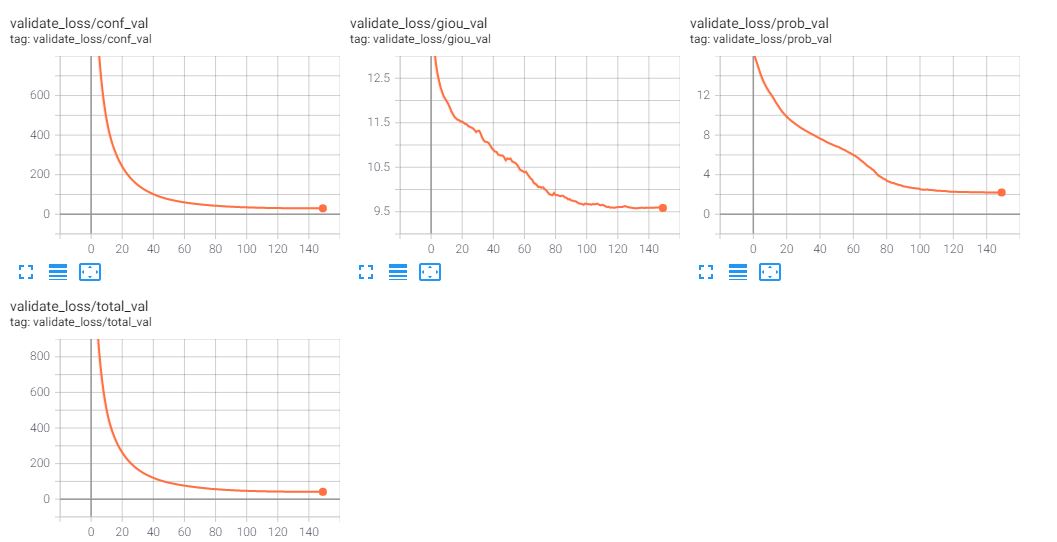 validate_loss/conf_val
tag: validate_loss/conf_val
600
400
200
0
0 20 40 60 80 100 120 140
validate_loss/giou_val
tag: validate_loss/giou_val
12.5
11.5
10.5
9.5
0 20 40 60 80 100 120 140
validate_loss/prob_val
tag: validate_loss/prob_val
12
8
4
0
0 20 40 60 80 100 120 140
validate_loss/total_val
tag: validate_loss/total_val
800
600
400
200
0
0 20 40 60 80 100 120 140